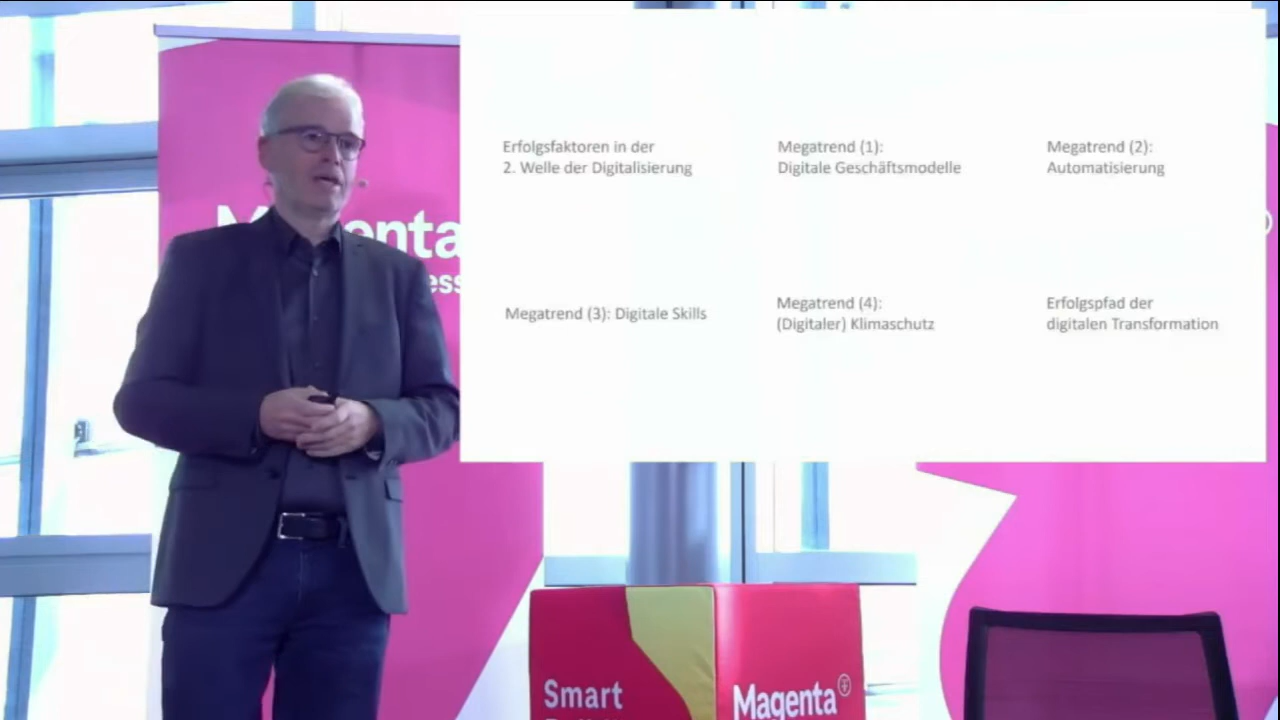 Erfolgsfaktoren in der
2. Welle der Digitalisierung
Megatrend (1):
Digitale Geschäftsmodelle
Megatrend (2):
Automatisierung
Megatrend (3): Digitale Skills
Megatrend (4):
(Digitaler) Klimaschutz
Erfolgspfad der
digitalen Transformation
Smart
Magenta